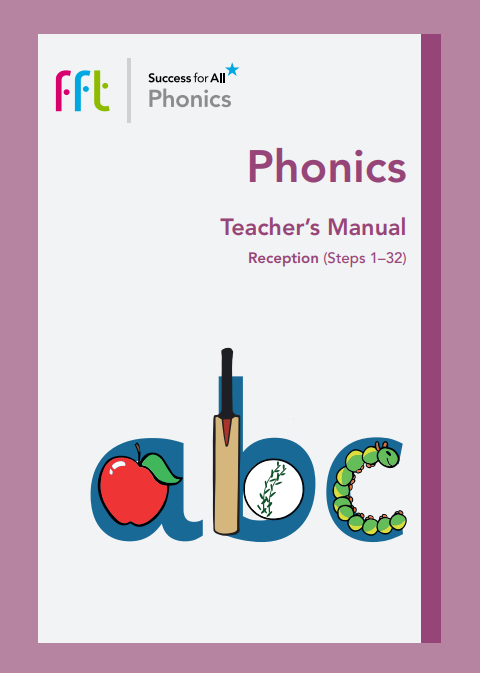 fft
Success for All
Phonics
Phonics
Teacher's Manual
Reception (Steps 1–32)
abc